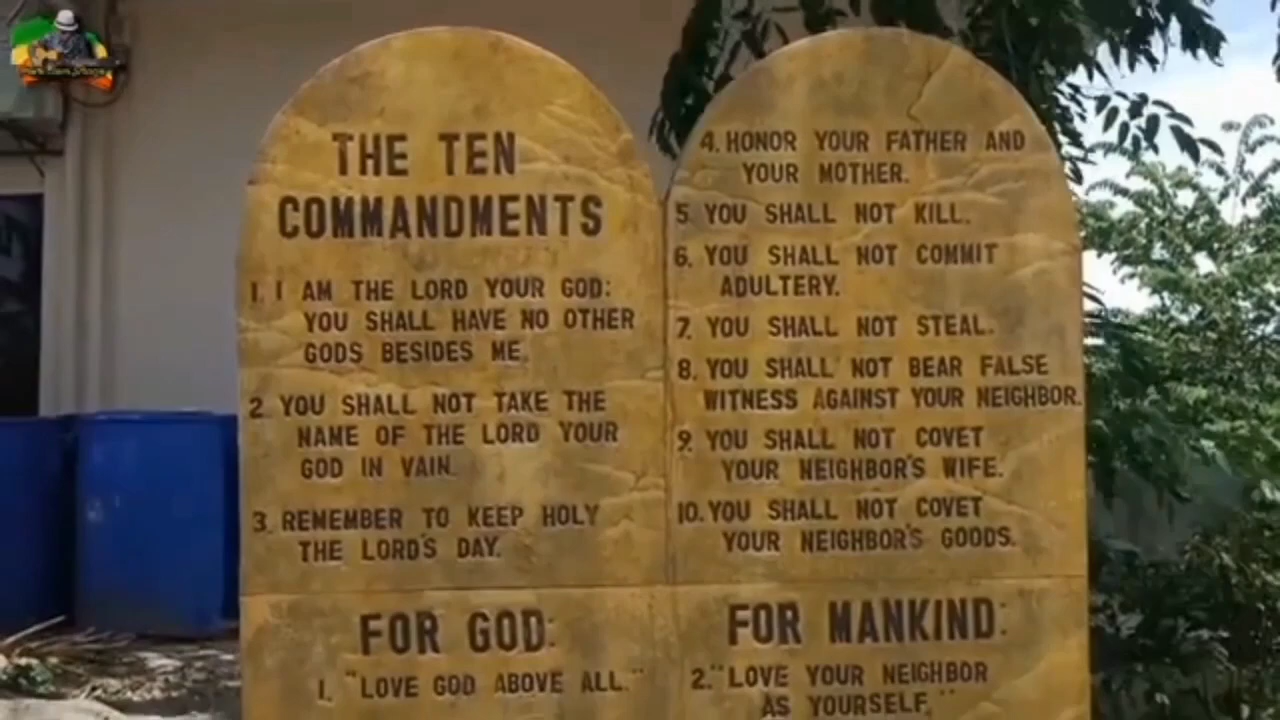 THE TEN
COMMANDMENTS
1. I AM THE LORD YOUR GOD:
YOU SHALL HAVE NO OTHER
GODS BESIDES ME.
2. YOU SHALL NOT TAKE THE
NAME OF THE LORD YOUR
GOD IN VAIN.
3. REMEMBER TO KEEP HOLY
THE LORD'S DAY.
FOR GOD:
1. "LOVE GOD ABOVE ALL."
4. HONOR YOUR FATHER AND
YOUR MOTHER.
5. YOU SHALL NOT KILL.
6. YOU SHALL NOT COMMIT
ADULTERY.
7. YOU SHALL NOT STEAL.
8. YOU SHALL NOT BEAR FALSE
WITNESS AGAINST YOUR NEIGHBOR.
9. YOU SHALL NOT COVET
YOUR NEIGHBOR'S WIFE.
10. YOU SHALL NOT COVET
YOUR NEIGHBOR'S GOODS.
FOR MANKIND:
2. "LOVE YOUR NEIGHBOR
AS YOURSELF."